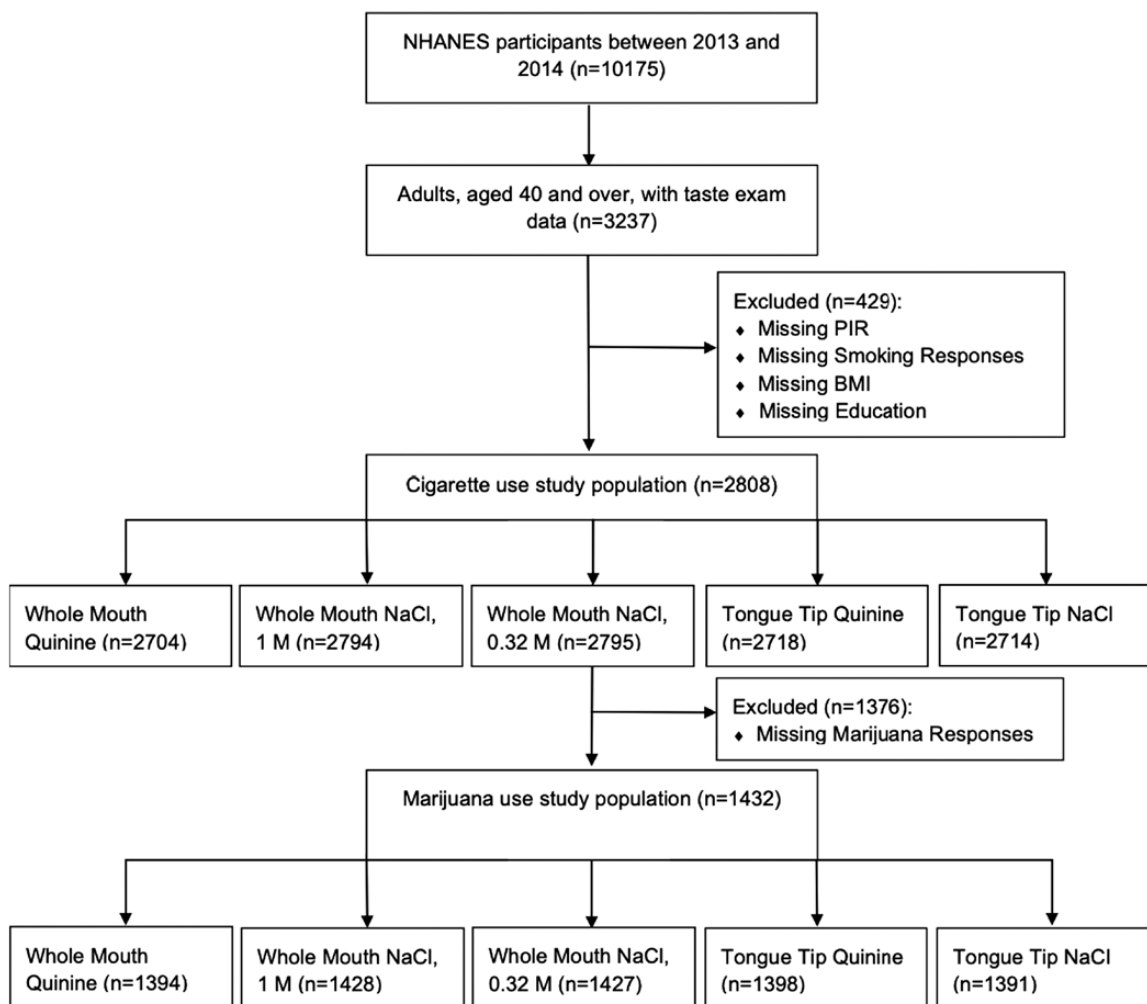 NHANES participants between 2013 and
2014 (n=10175)
Adults, aged 40 and over, with taste exam
data (n=3237)
Excluded (n=429):
♦ Missing PIR
♦ Missing Smoking Responses
♦ Missing BMI
♦ Missing Education
Cigarette use study population (n=2808)
Whole Mouth
Quinine (n=2704)
Whole Mouth NaCl,
1 M (n=2794)
Whole Mouth NaCl,
0.32 M (n=2795)
Tongue Tip Quinine
(n=2718)
Tongue Tip NaCl
(n=2714)
Excluded (n=1376):
♦ Missing Marijuana Responses
Marijuana use study population (n=1432)
Whole Mouth
Quinine (n=1394)
Whole Mouth NaCl,
1 M (n=1428)
Whole Mouth NaCl,
0.32 M (n=1427)
Tongue Tip Quinine
(n=1398)
Tongue Tip NaCl
(n=1391)